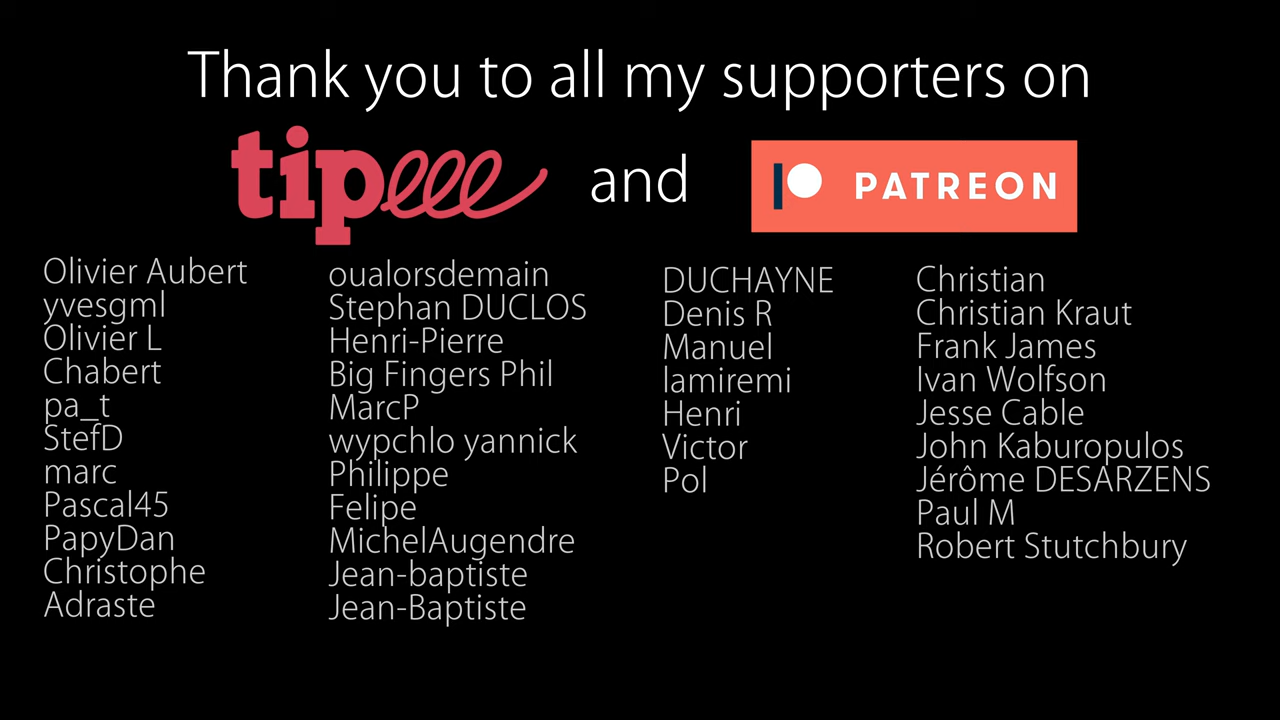 Thank you to all my supporters on
tipeee and PATREON
Olivier Aubert
yvesgml
Olivier L
Chabert
pa_t
StefD
marc
Pascal45
PapyDan
Christophe
Adraste
oualorsdemain
Stephan DUCLOS
Henri-Pierre
Big Fingers Phil
MarcP
wypchlo yannick
Philippe
Felipe
MichelAugendre
Jean-baptiste
Jean-Baptiste
DUCHAYNE
Denis R
Manuel
lamiremi
Henri
Victor
Pol
Christian
Christian Kraut
Frank James
Ivan Wolfson
Jesse Cable
John Kaburopulos
Jérôme DESARZENS
Paul M
Robert Stutchbury